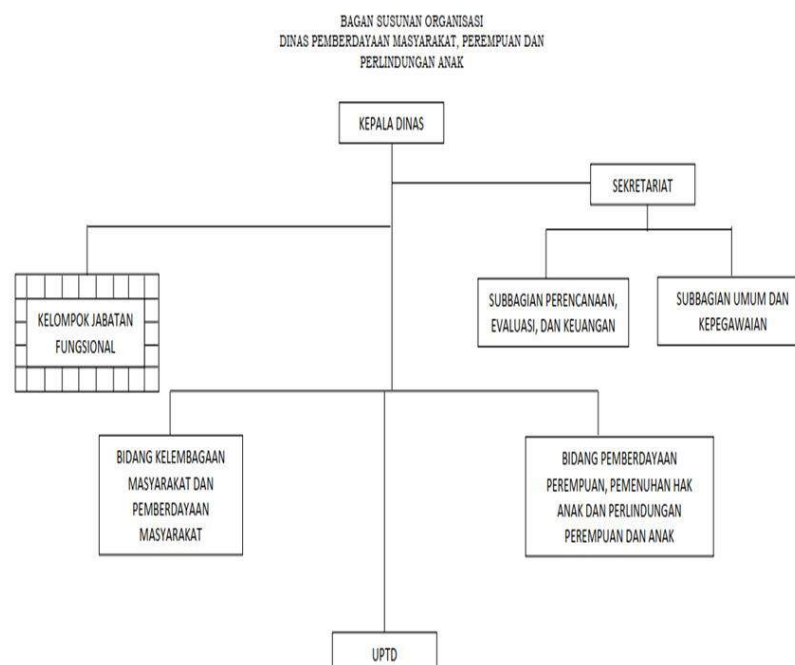 BAGAN SUSUNAN ORGANISASI
DINAS PEMBERDAYAAN MASYARAKAT, PEREMPUAN DAN
PERLINDUNGAN ANAK
KEPALA DINAS
SEKRETARIAT
KELOMPOK JABATAN
FUNGSIONAL
SUBBAGIAN PERENCANAAN,
EVALUASI, DAN KEUANGAN
SUBBAGIAN UMUM DAN
KEPEGAWAIAN
BIDANG KELEMBAGAAN
MASYARAKAT DAN
PEMBERDAYAAN
MASYARAKAT
BIDANG PEMBERDAYAAN
PEREMPUAN, PEMENUHAN HAK
ANAK DAN PERLINDUNGAN
PEREMPUAN DAN ANAK
UPTD